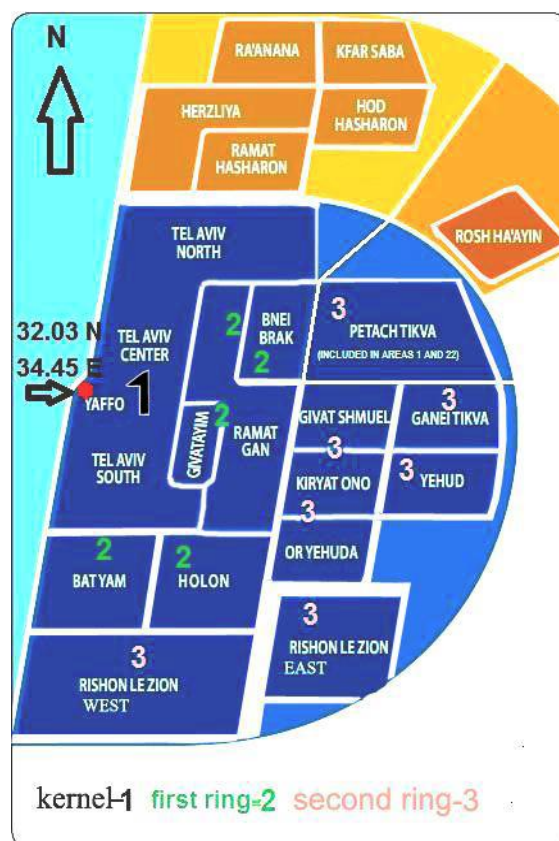 N
RA'ANANA
KFAR SABA
HERZLIYA
HOD
HASHARON
RAMAT
HASHARON
ROSH HA'AYIN
TEL AVIV
NORTH
32.03 N
34.45 E
TEL AVIV
CENTER
1
YAFFO
TEL AVIV
SOUTH
2
BNEI
BRAK
2
3
PETACH TIKVA
(INCLUDED IN AREAS 1 AND 22)
2
GIVATAYIM
RAMAT
GAN
GIVAT SHMUEL
3
3
GANEI TIKVA
KIRYAT ONO
3
3
YEHUD
OR YEHUDA
2
BAT YAM
2
HOLON
3
RISHON LE ZION
WEST
3
RISHON LE ZION
EAST
kernel-1 first ring=2 second ring-3